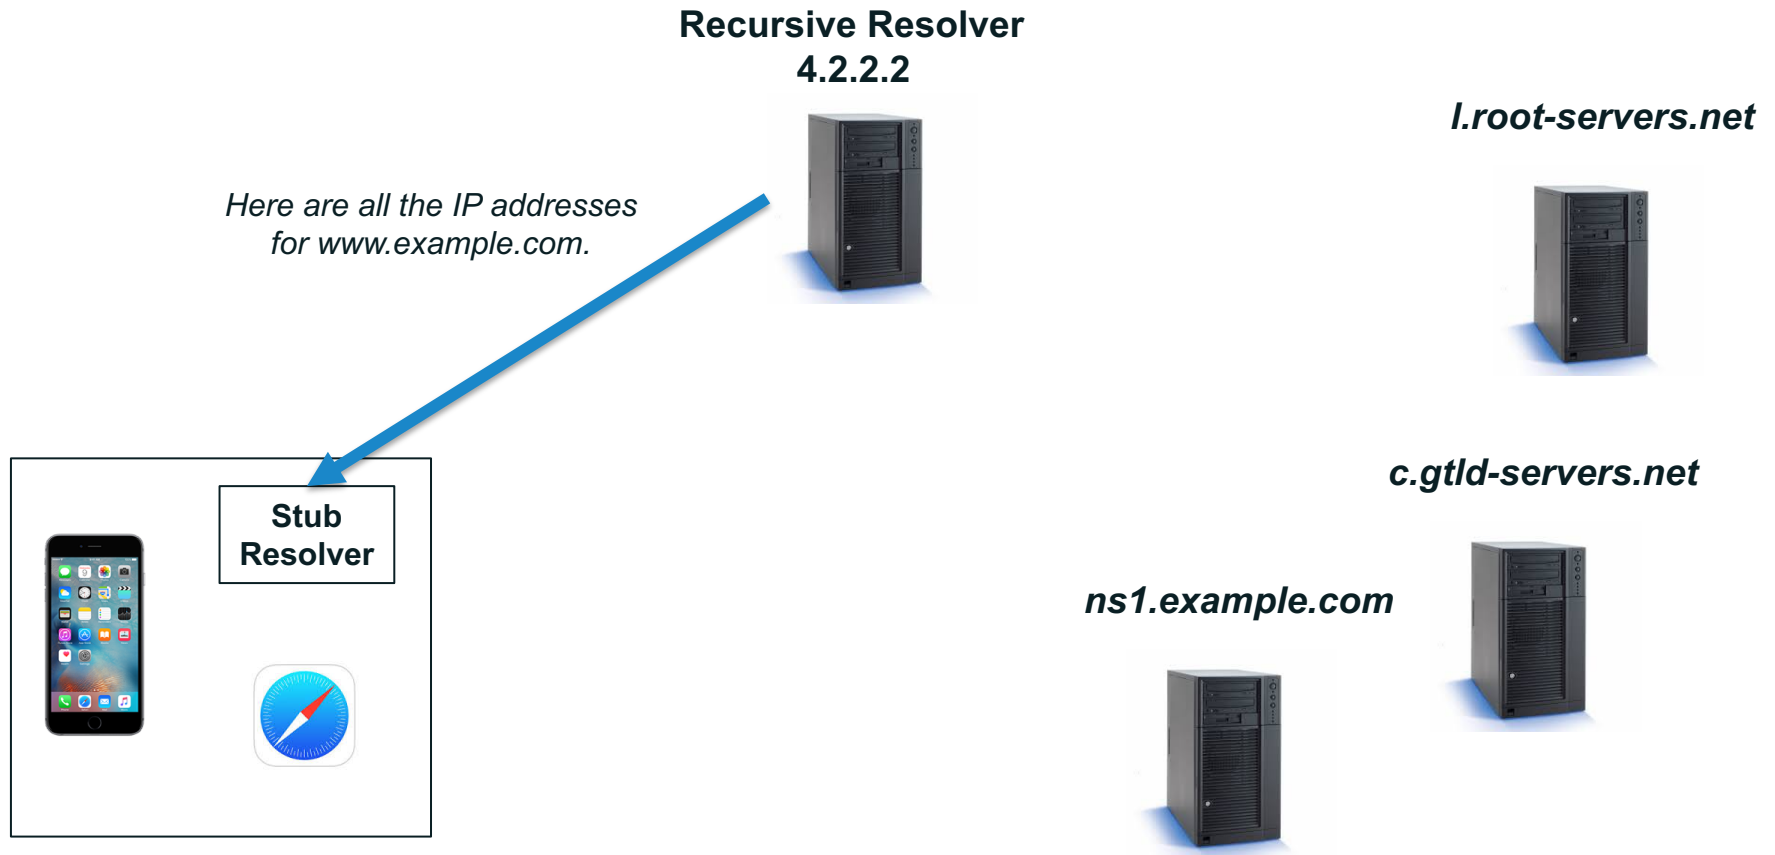 Recursive Resolver
4.2.2.2
l.root-servers.net
Here are all the IP addresses
for www.example.com.
c.gtld-servers.net
Stub
Resolver
ns1.example.com